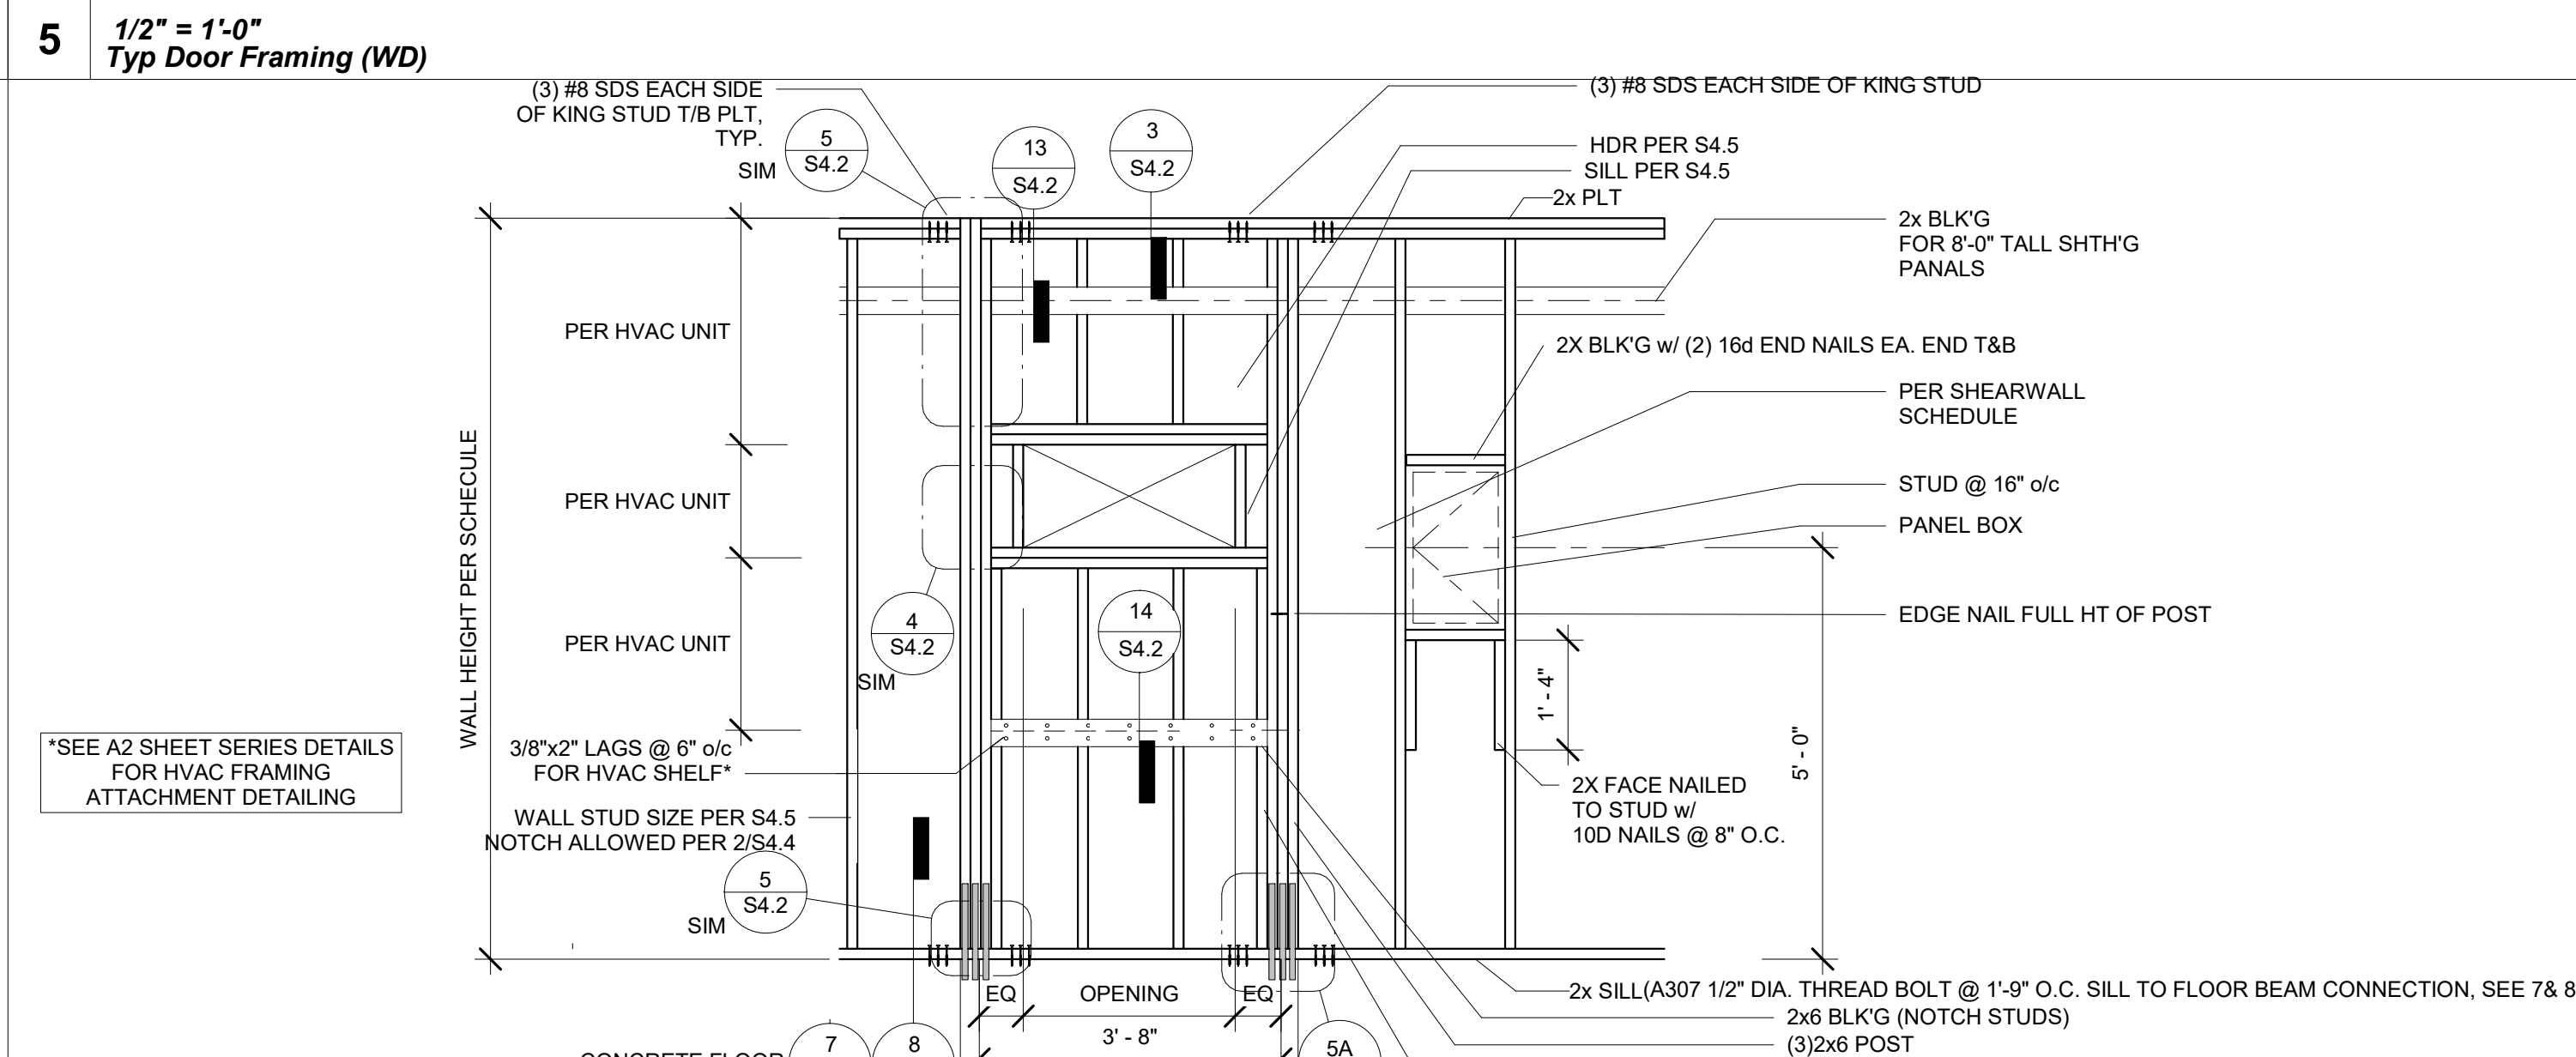 5
1/2" = 1'-0"
Typ Door Framing (WD)
(3) #8 SDS EACH SIDE
OF KING STUD T/B PLT,
TYP.
5
S4.2
SIM
13
S4.2
3
S4.2
(3) #8 SDS EACH SIDE OF KING STUD
HDR PER S4.5
SILL PER S4.5
2x PLT
2x BLK'G
FOR 8'-0" TALL SHTH'G
PANALS
PER HVAC UNIT
2X BLK'G w/ (2) 16d END NAILS EA. END T&B
PER SHEARWALL
SCHEDULE
WALL HEIGHT PER SCHECULE
PER HVAC UNIT
STUD @ 16" o/c
PANEL BOX
4
S4.2
SIM
14
S4.2
EDGE NAIL FULL HT OF POST
PER HVAC UNIT
1' - 4"
5' - 0"
*SEE A2 SHEET SERIES DETAILS
FOR HVAC FRAMING
ATTACHMENT DETAILING
3/8"x2" LAGS @ 6" o/c
FOR HVAC SHELF*
2X FACE NAILED
TO STUD w/
10D NAILS @ 8" O.C.
WALL STUD SIZE PER S4.5
NOTCH ALLOWED PER 2/S4.4
5
S4.2
SIM
EQ
OPENING
EQ
3' - 8"
2x SILL(A307 1/2" DIA. THREAD BOLT @ 1'-9" O.C. SILL TO FLOOR BEAM CONNECTION, SEE 7& 8
2x6 BLK'G (NOTCH STUDS)
(3)2x6 POST
CONCRETE FLOOR
7
8
5A